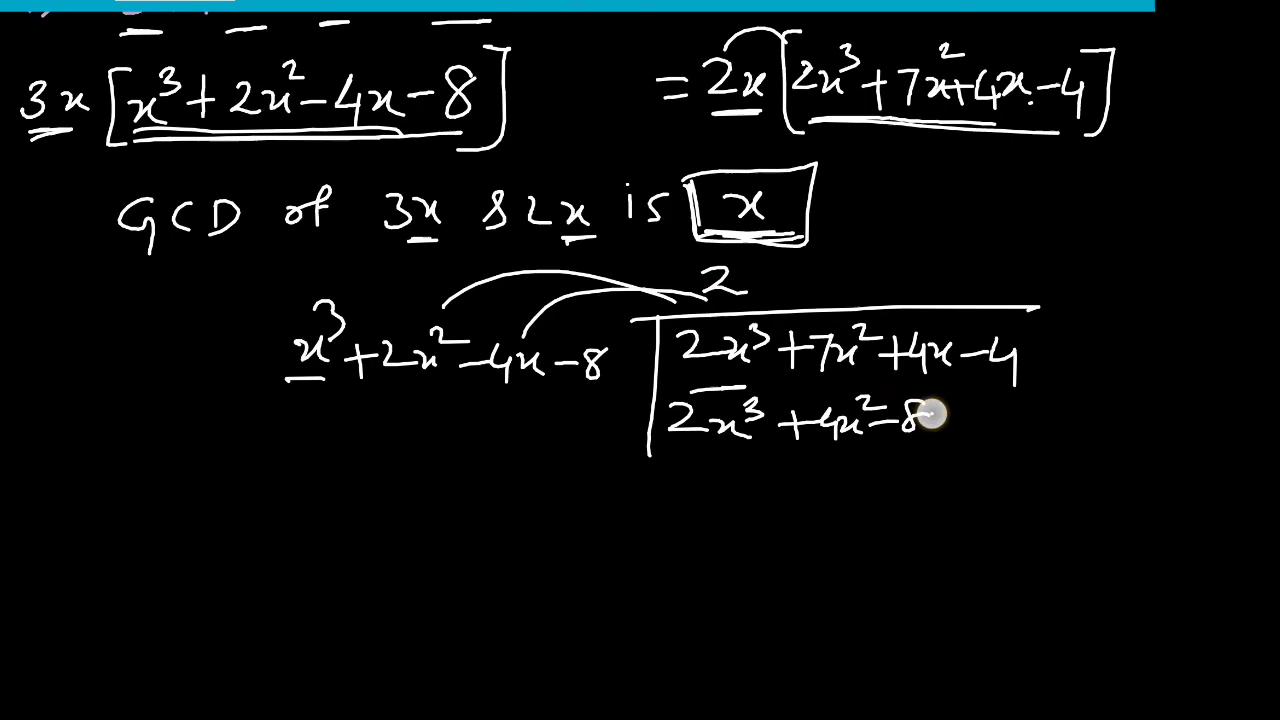 3x [x³ + 2x² - 4x - 8]
= 2x [2x³ + 7x² + 4x - 4]
GCD of 3x & 2x is x
2
x³ + 2x² - 4x - 8 2x³ + 7x² + 4x - 4
2x³ + 4x² - 8